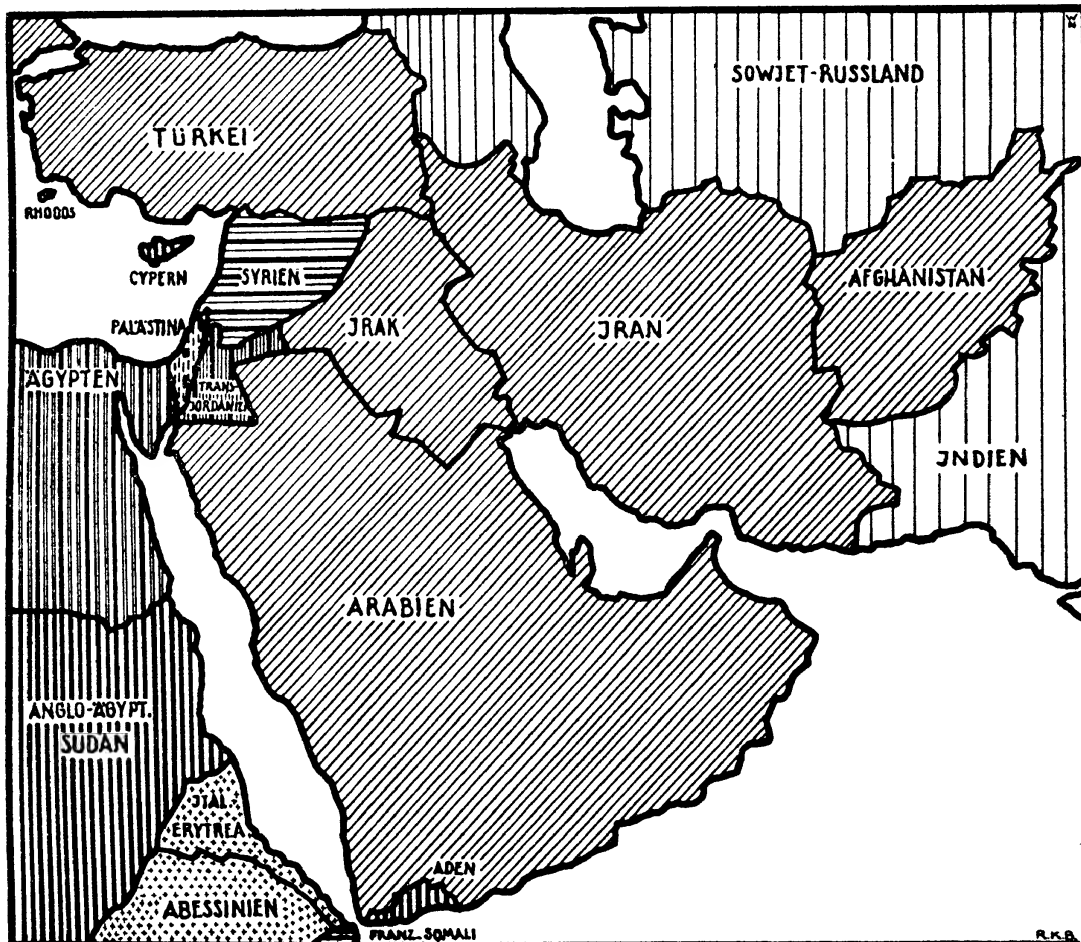 SOWJET-RUSSLAND
TÜRKEI
RHODOS
CYPERN
SYRIEN
AFGHANISTAN
PALÄSTINA
JRAK
JRAN
ÄGYPTEN
TRANS-
JORDANIEN
JNDIEN
ARABIEN
ANGLO-ÄGYPT.
SUDAN
JTAL.
ERYTREA
ADEN
ABESSINIEN
FRANZ. SOMALI
R.K.B.